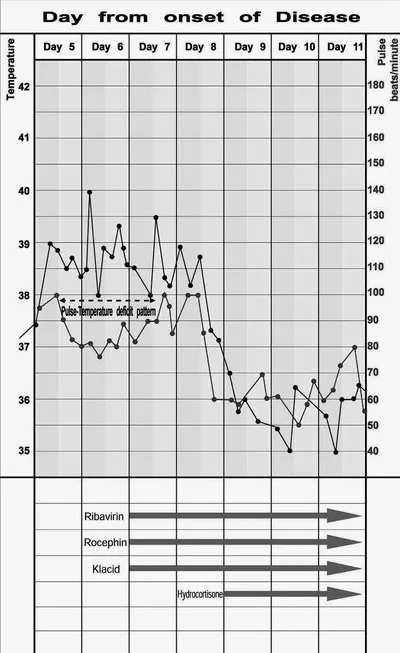 Day from onset of Disease
Temperature
Day 5 Day 6 Day 7 Day 8 Day 9 Day 10 Day 11
Pulse
beats/minute
42 180
170
41 160
150
40 140
130
39 120
110
38 100
Pulse-Temperature deficit pattern
90
37 80
70
36 60
50
35 40
Ribavirin
Rocephin
Klacid
Hydrocortisone